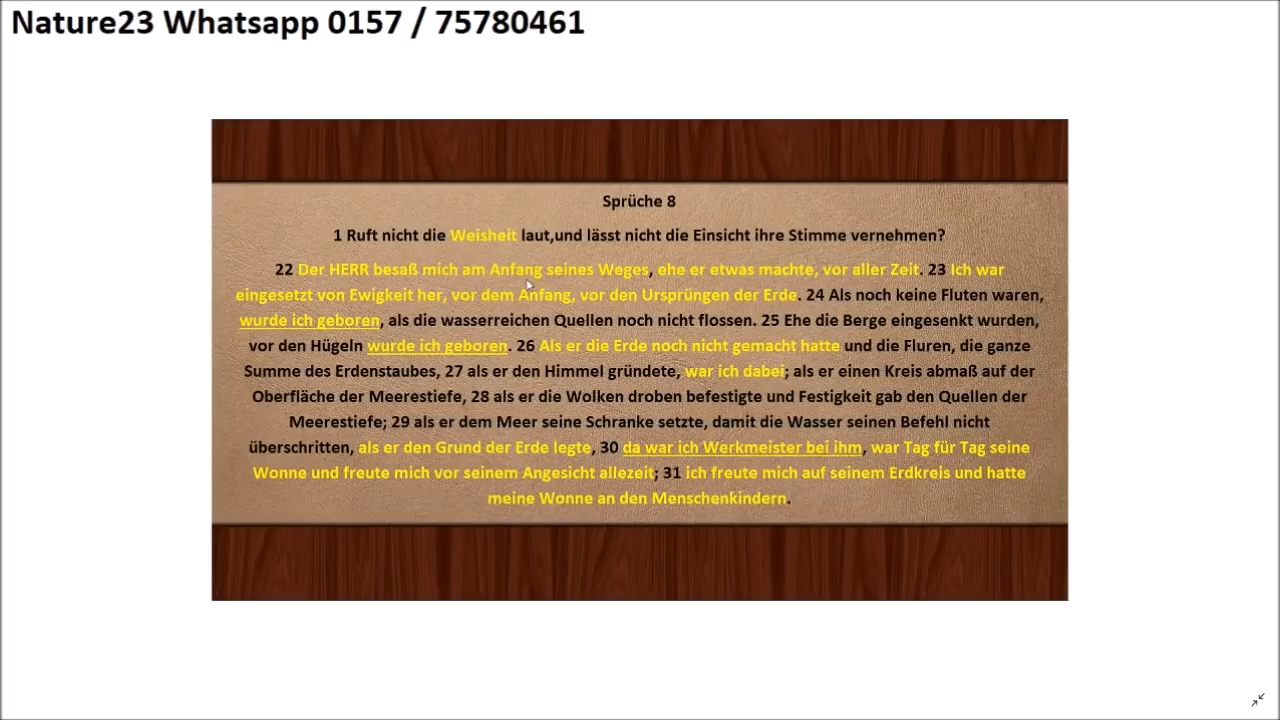 Nature23 Whatsapp 0157 / 75780461
Sprüche 8
1 Ruft nicht die Weisheit laut,und lässt nicht die Einsicht ihre Stimme vernehmen?
22 Der HERR besaß mich am Anfang seines Weges, ehe er etwas machte, vor aller Zeit. 23 Ich war
eingesetzt von Ewigkeit her, vor dem Anfang, vor den Ursprüngen der Erde. 24 Als noch keine Fluten waren,
wurde ich geboren, als die wasserreichen Quellen noch nicht flossen. 25 Ehe die Berge eingesenkt wurden,
vor den Hügeln wurde ich geboren. 26 Als er die Erde noch nicht gemacht hatte und die Fluren, die ganze
Summe des Erdenstaubes, 27 als er den Himmel gründete, war ich dabei; als er einen Kreis abmaß auf der
Oberfläche der Meerestiefe, 28 als er die Wolken droben befestigte und Festigkeit gab den Quellen der
Meerestiefe; 29 als er dem Meer seine Schranke setzte, damit die Wasser seinen Befehl nicht
überschritten, als er den Grund der Erde legte, 30 da war ich Werkmeister bei ihm, war Tag für Tag seine
Wonne und freute mich vor seinem Angesicht allezeit; 31 ich freute mich auf seinem Erdkreis und hatte
meine Wonne an den Menschenkindern.